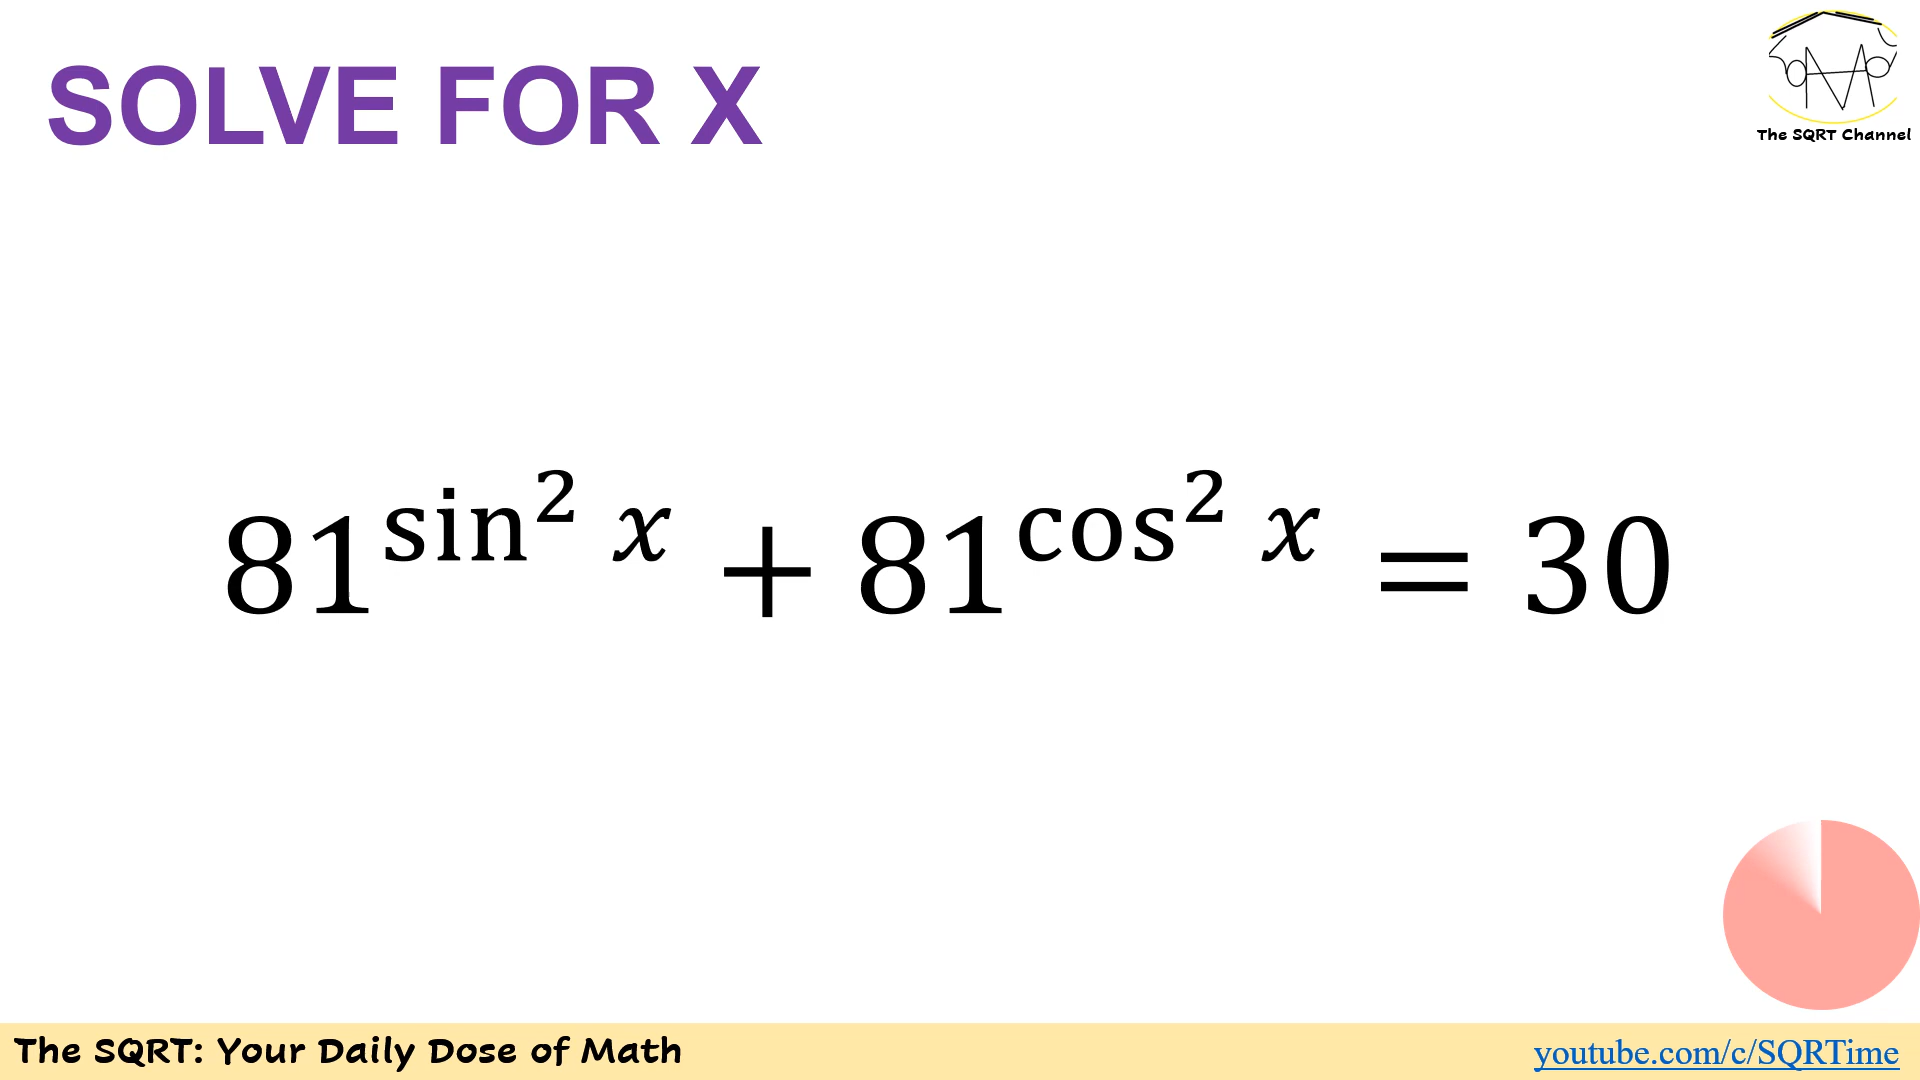 SOLVE FOR X
The SQRT Channel
81^{sin^2 x} + 81^{cos^2 x} = 30
The SQRT: Your Daily Dose of Math
youtube.com/c/SQRTime